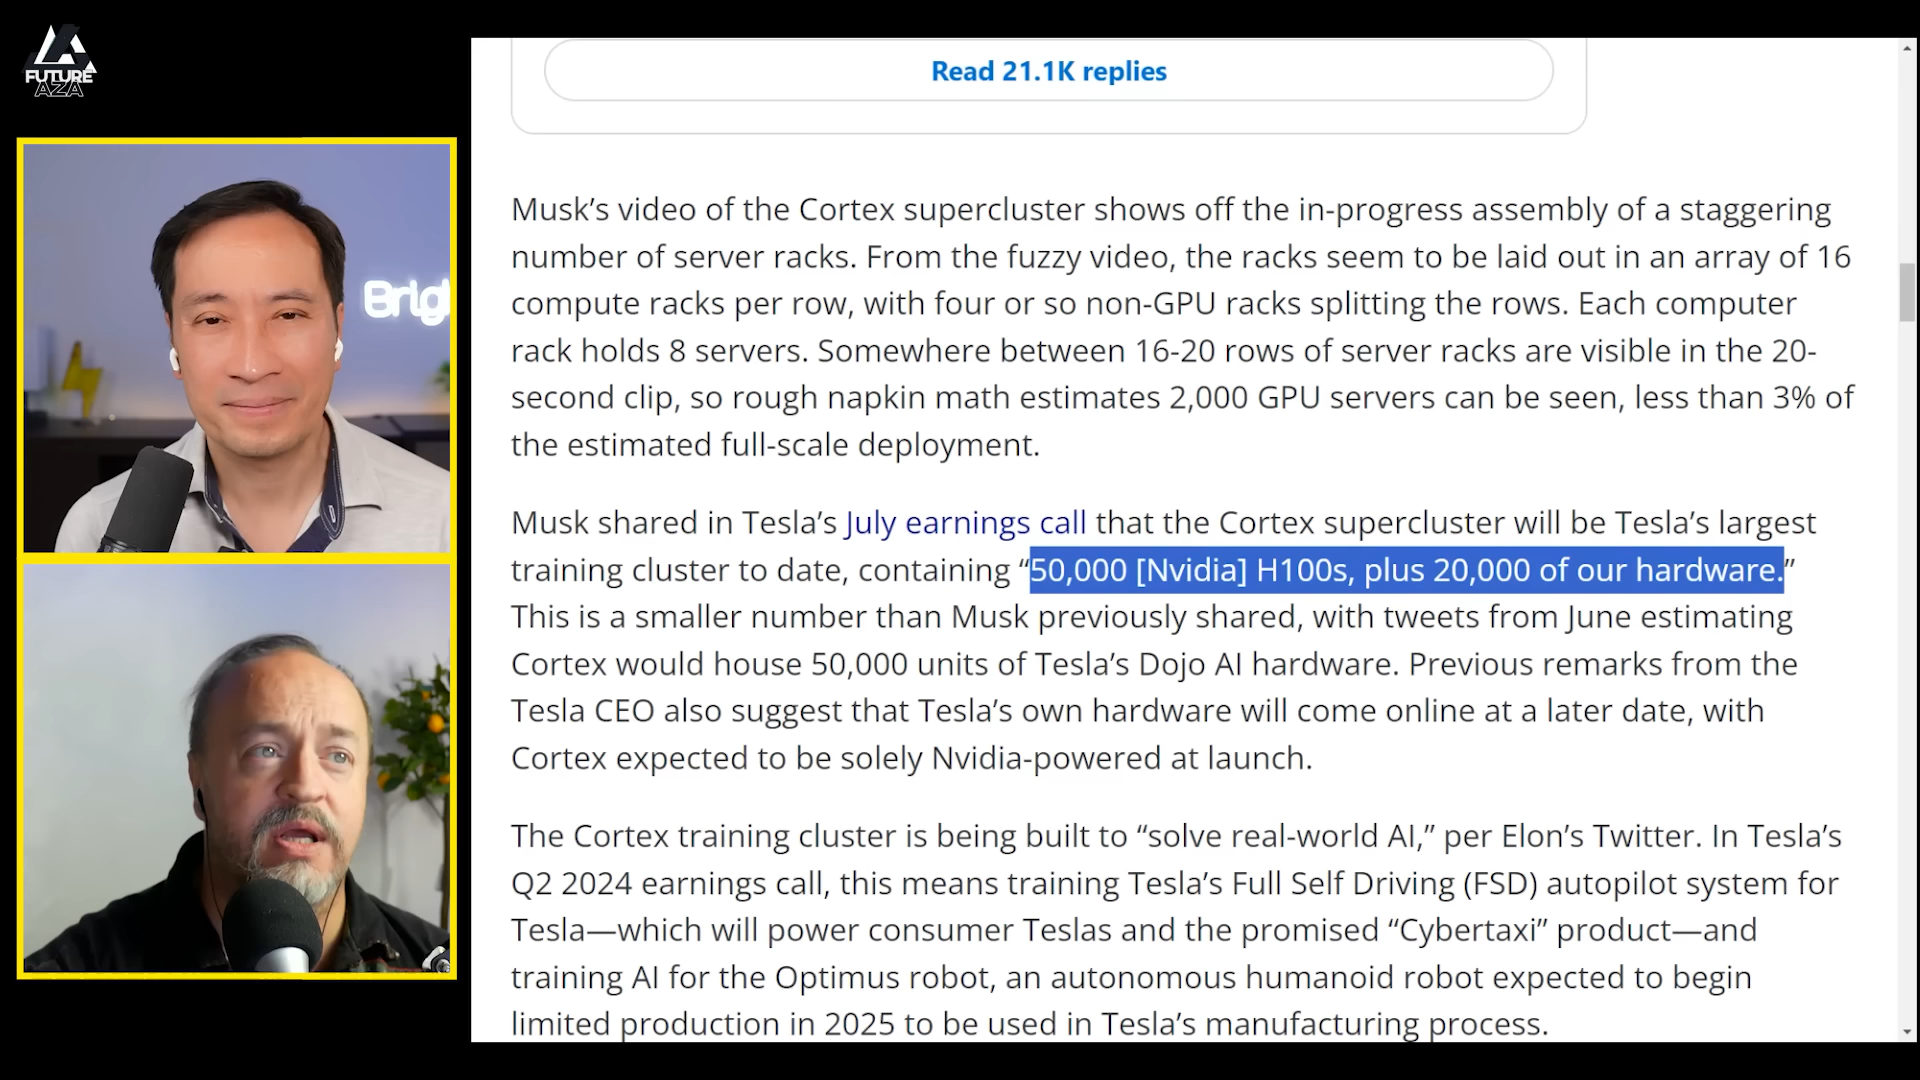 FUTURE
AZA
Brig
Read 21.1K replies
Musk’s video of the Cortex supercluster shows off the in-progress assembly of a staggering
number of server racks. From the fuzzy video, the racks seem to be laid out in an array of 16
compute racks per row, with four or so non-GPU racks splitting the rows. Each computer
rack holds 8 servers. Somewhere between 16-20 rows of server racks are visible in the 20-
second clip, so rough napkin math estimates 2,000 GPU servers can be seen, less than 3% of
the estimated full-scale deployment.
Musk shared in Tesla’s July earnings call that the Cortex supercluster will be Tesla’s largest
training cluster to date, containing “50,000 [Nvidia] H100s, plus 20,000 of our hardware.”
This is a smaller number than Musk previously shared, with tweets from June estimating
Cortex would house 50,000 units of Tesla’s Dojo AI hardware. Previous remarks from the
Tesla CEO also suggest that Tesla’s own hardware will come online at a later date, with
Cortex expected to be solely Nvidia-powered at launch.
The Cortex training cluster is being built to “solve real-world AI,” per Elon’s Twitter. In Tesla’s
Q2 2024 earnings call, this means training Tesla’s Full Self Driving (FSD) autopilot system for
Tesla—which will power consumer Teslas and the promised “Cybertaxi” product—and
training AI for the Optimus robot, an autonomous humanoid robot expected to begin
limited production in 2025 to be used in Tesla’s manufacturing process.